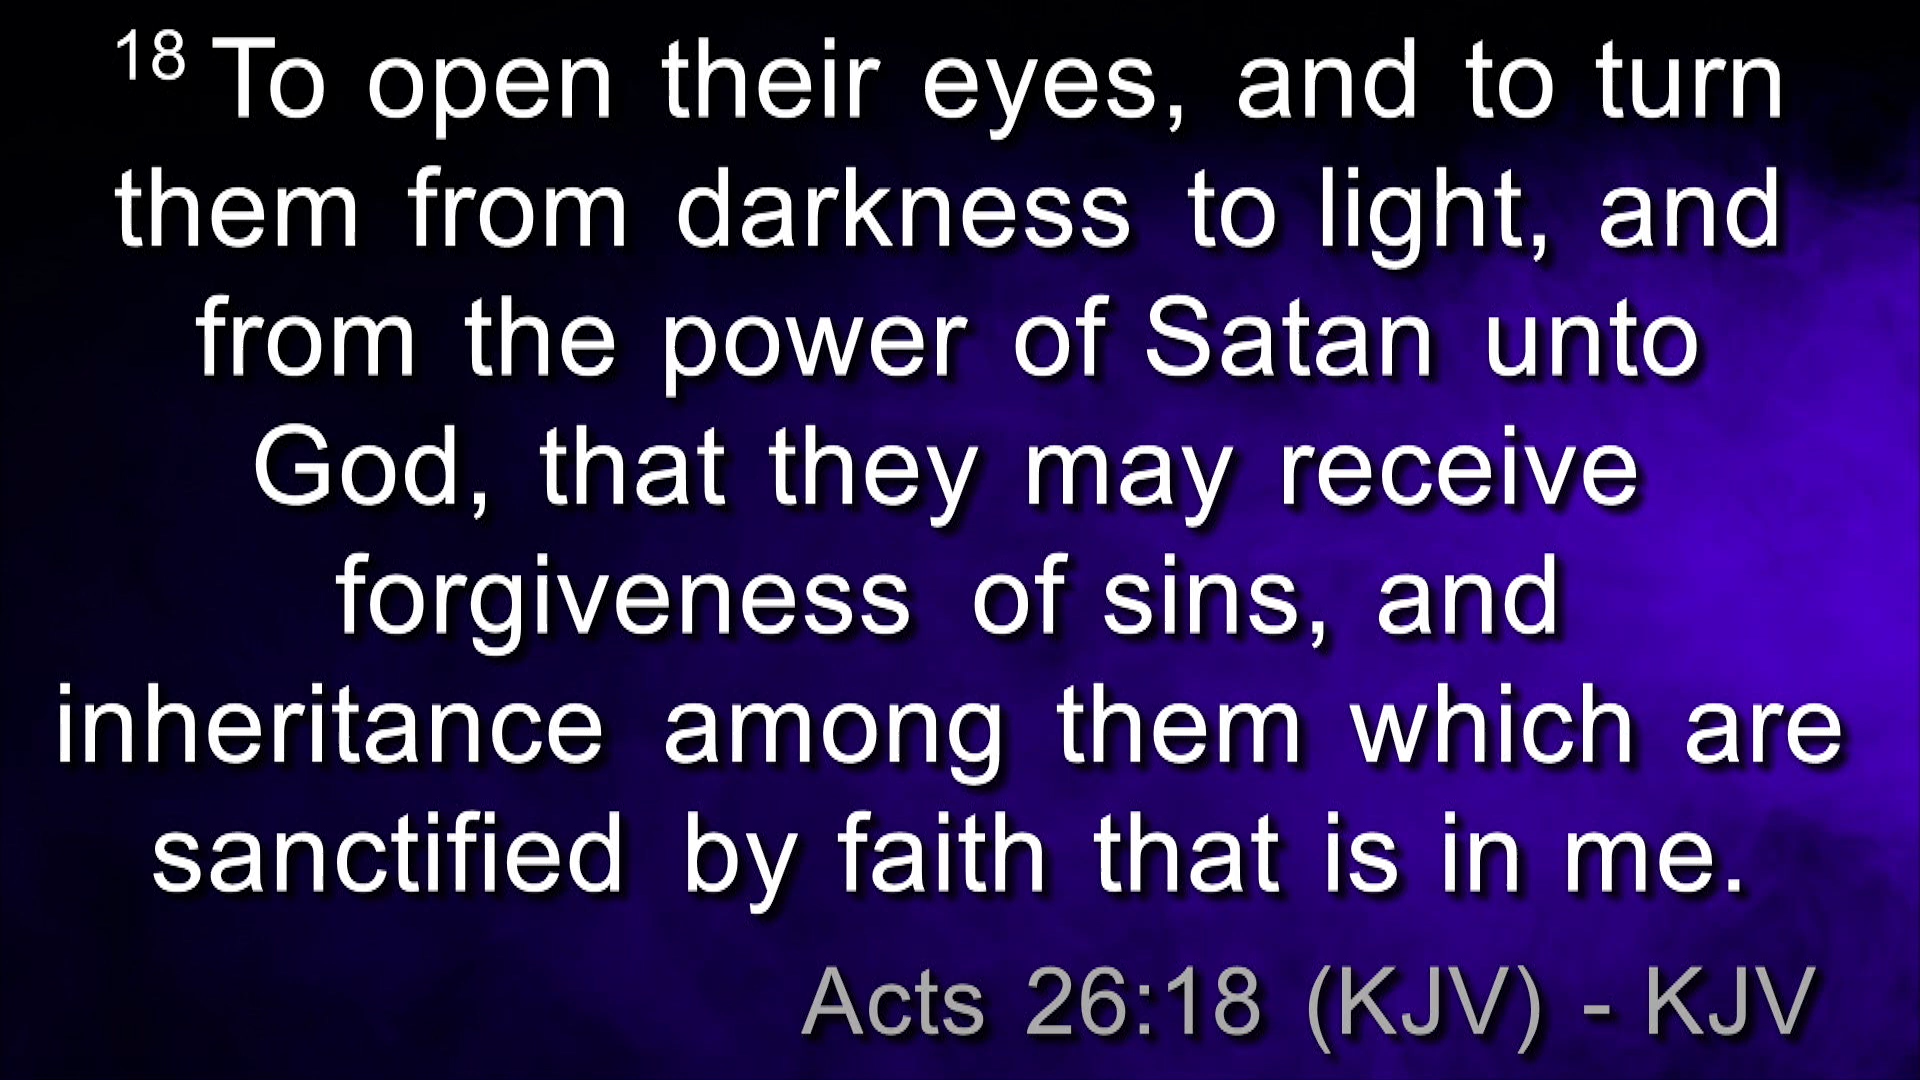 18 To open their eyes, and to turn
them from darkness to light, and
from the power of Satan unto
God, that they may receive
forgiveness of sins, and
inheritance among them which are
sanctified by faith that is in me.
Acts 26:18 (KJV) - KJV